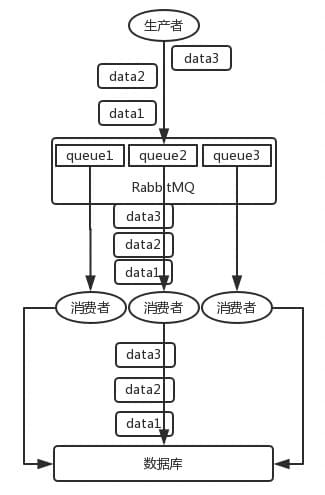 生产者
data3
data2
data1
queue1 queue2 queue3
RabbitMQ
data3
data2
data1
消费者 消费者 消费者
data3
data2
data1
数据库